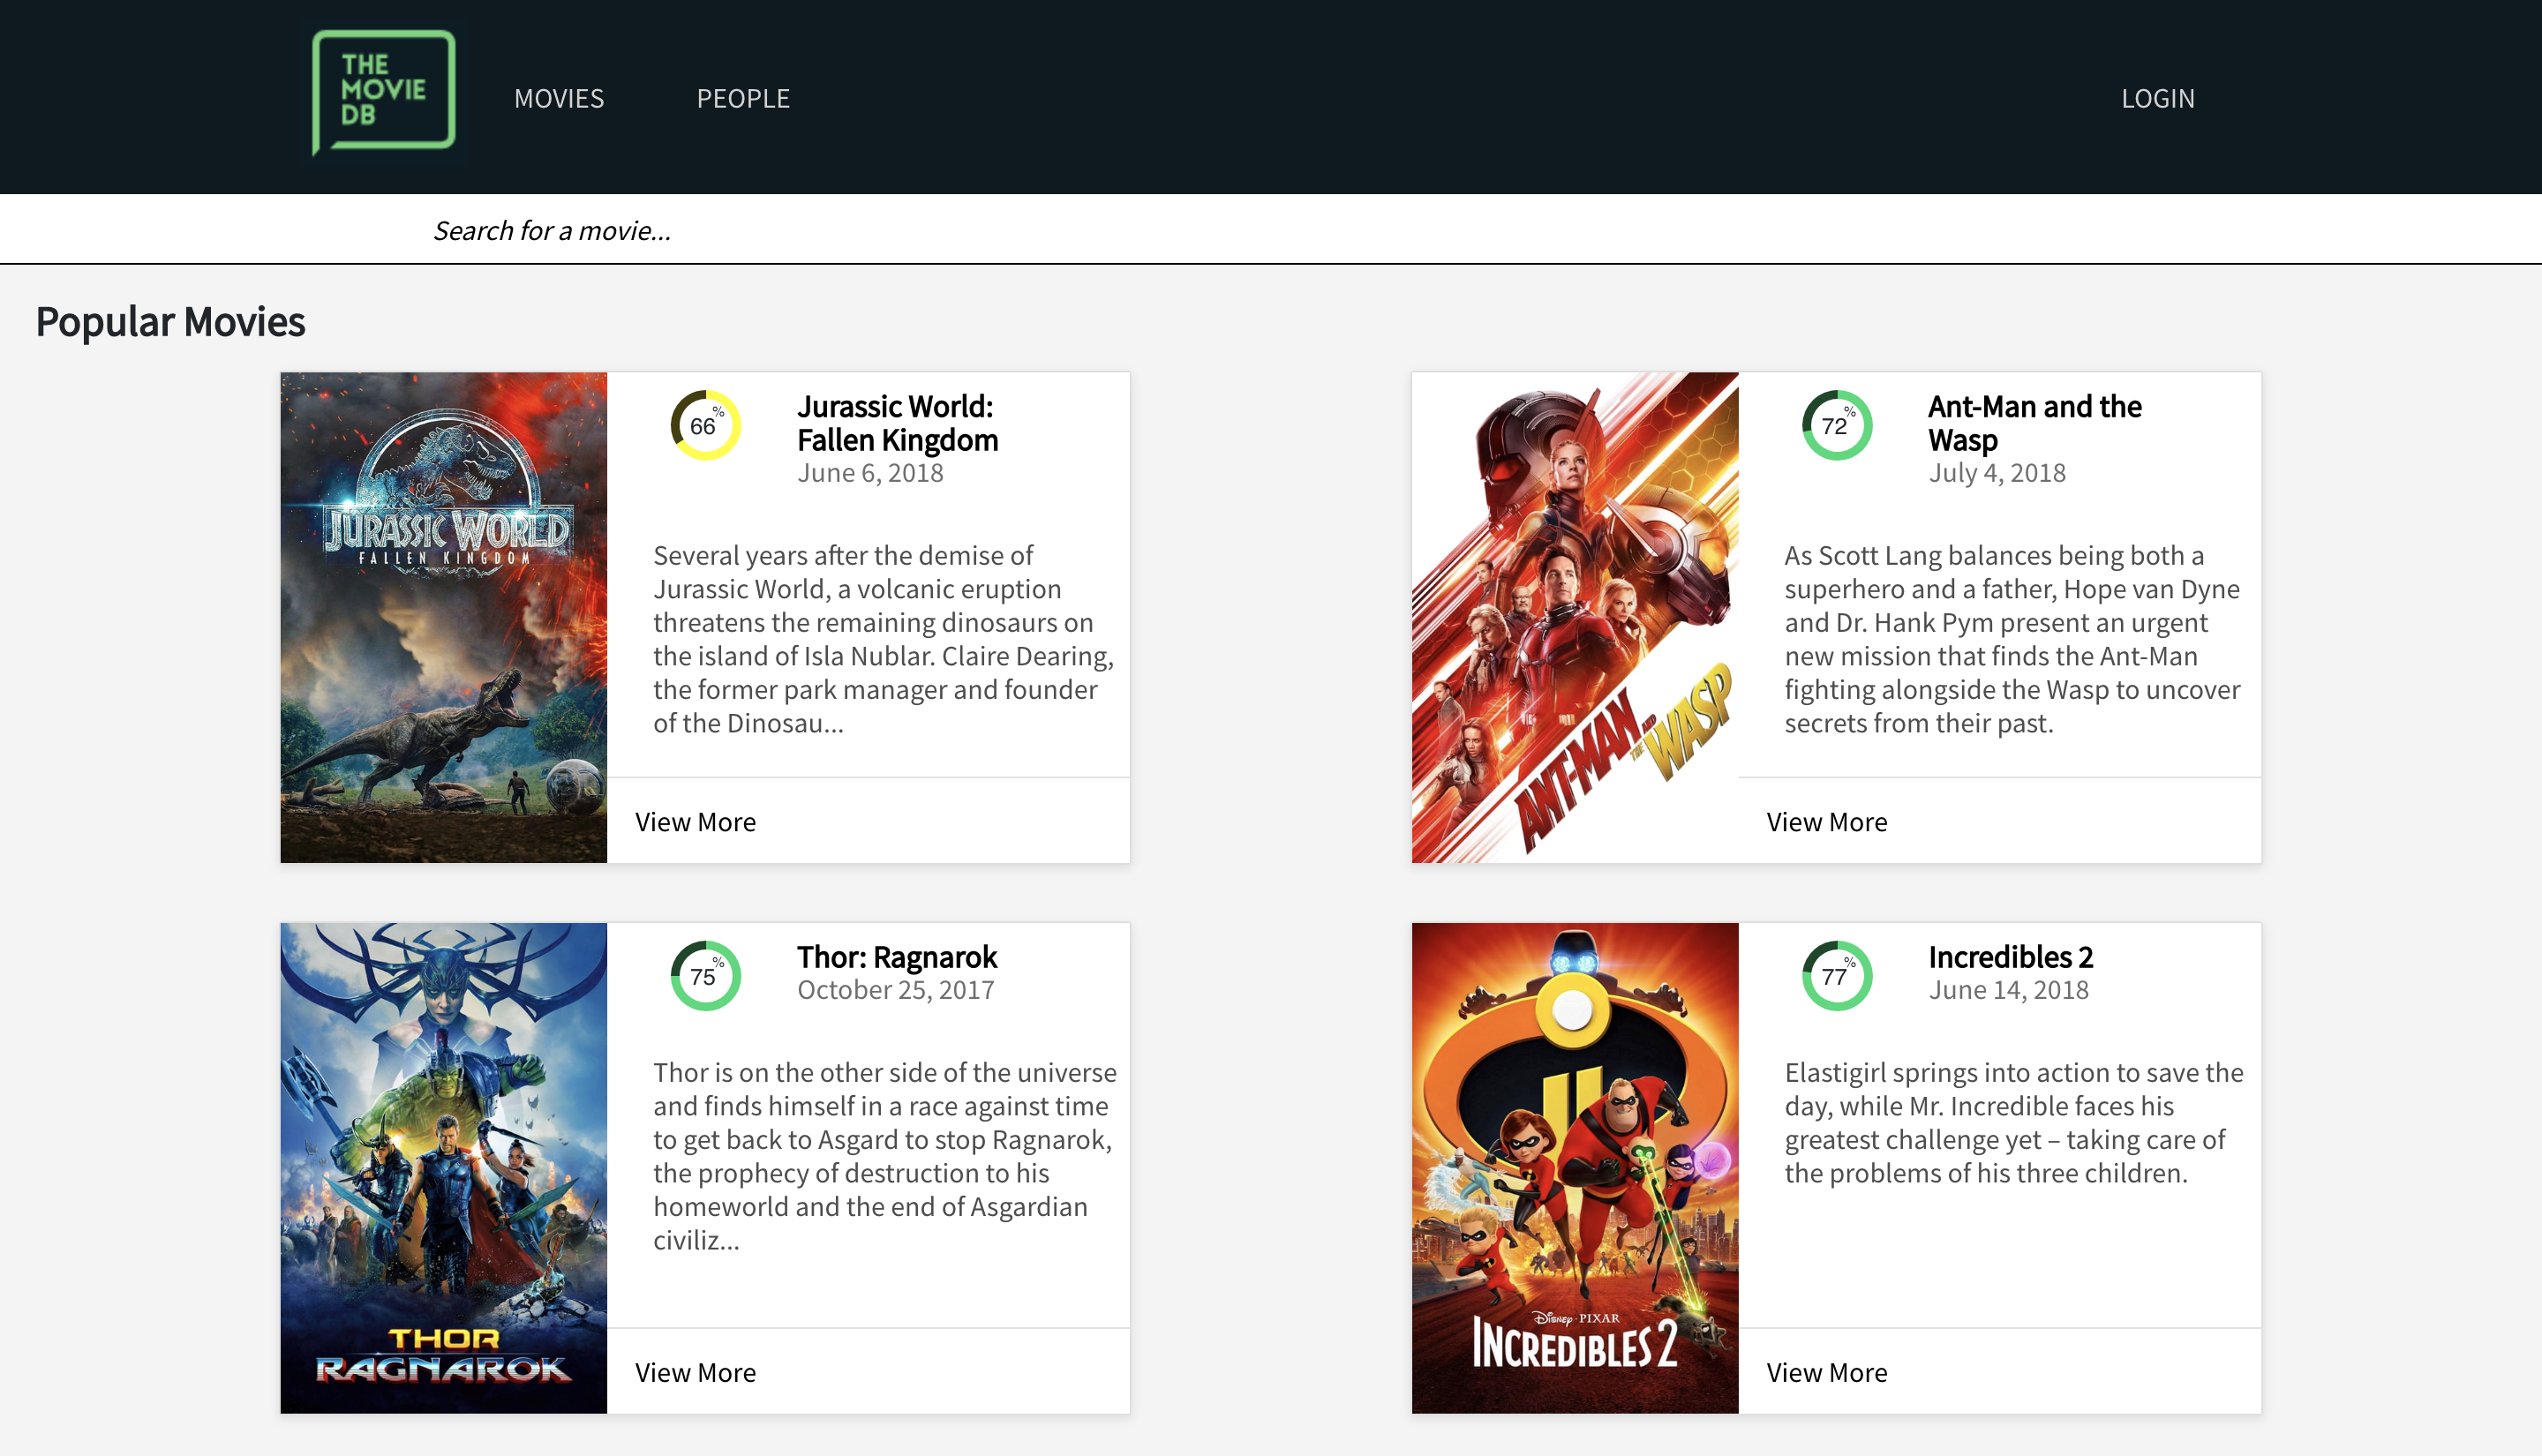 THE
MOVIE
DB
MOVIES
PEOPLE
LOGIN
Search for a movie...
Popular Movies
JURASSIC WORLD
FALLEN KINGDOM
66%
Jurassic World:
Fallen Kingdom
June 6, 2018
Several years after the demise of
Jurassic World, a volcanic eruption
threatens the remaining dinosaurs on
the island of Isla Nublar. Claire Dearing,
the former park manager and founder
of the Dinosau...
View More
ANT-MAN AND
THE WASP
72%
Ant-Man and the
Wasp
July 4, 2018
As Scott Lang balances being both a
superhero and a father, Hope van Dyne
and Dr. Hank Pym present an urgent
new mission that finds the Ant-Man
fighting alongside the Wasp to uncover
secrets from their past.
View More
THOR
RAGNAROK
75%
Thor: Ragnarok
October 25, 2017
Thor is on the other side of the universe
and finds himself in a race against time
to get back to Asgard to stop Ragnarok,
the prophecy of destruction to his
homeworld and the end of Asgardian
civiliz...
View More
DISNEY·PIXAR
INCREDIBLES 2
77%
Incredibles 2
June 14, 2018
Elastigirl springs into action to save the
day, while Mr. Incredible faces his
greatest challenge yet – taking care of
the problems of his three children.
View More